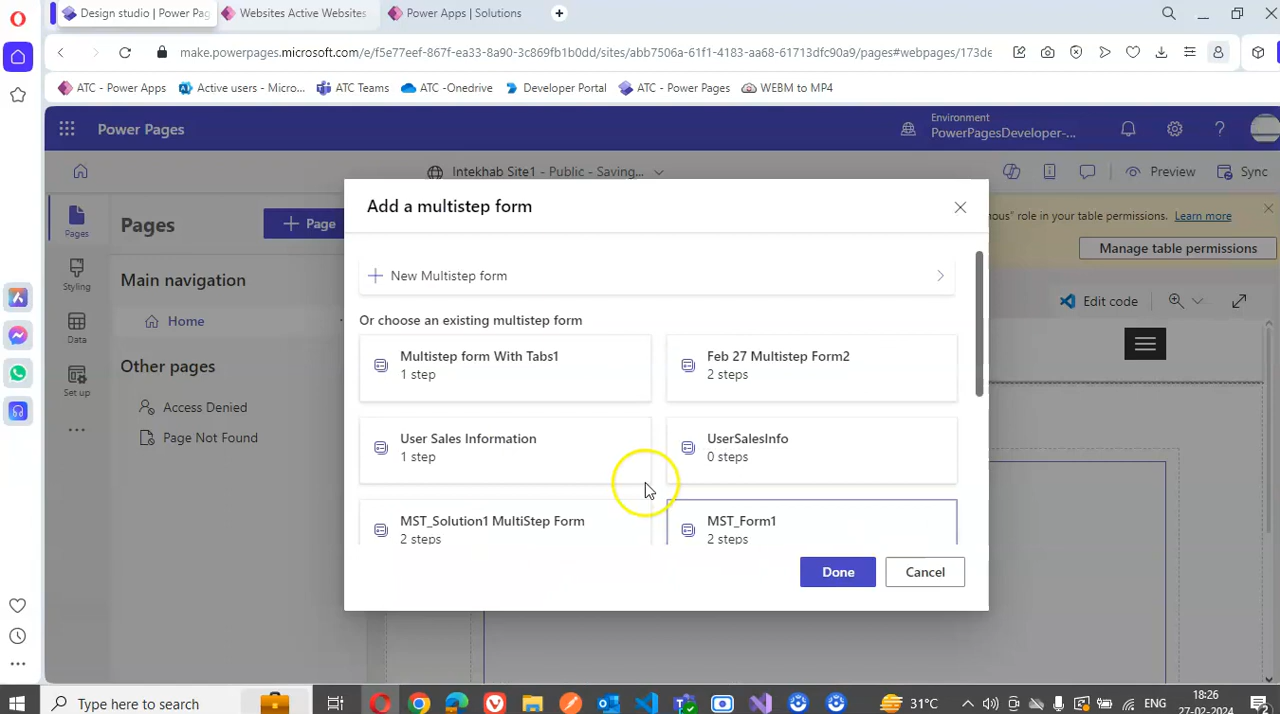 Design studio | Power Pag
Websites Active Websites
Power Apps | Solutions
make.powerpages.microsoft.com/e/f5e77eef-867f-ea33-8a90-3c869fb1b0dd/sites/abb7506a-61f1-4183-aa68-61713dfc90a9/pages#webpages/173de
ATC - Power Apps
Active users - Micro...
ATC Teams
ATC -Onedrive
Developer Portal
ATC - Power Pages
WEBM to MP4
Power Pages
Environment
PowerPagesDeveloper-...
Intekhab Site1 - Public - Saving...
Preview
Sync
Pages
Styling
Data
Set up
Pages
Page
Main navigation
Home
Other pages
Access Denied
Page Not Found
ous" role in your table permissions. Learn more
Manage table permissions
Edit code
Add a multistep form
New Multistep form
Or choose an existing multistep form
Multistep form With Tabs1
1 step
Feb 27 Multistep Form2
2 steps
User Sales Information
1 step
UserSalesInfo
0 steps
MST_Solution1 MultiStep Form
2 steps
MST_Form1
2 steps
Done
Cancel
Type here to search
31°C
ENG
18:26
27-02-2024